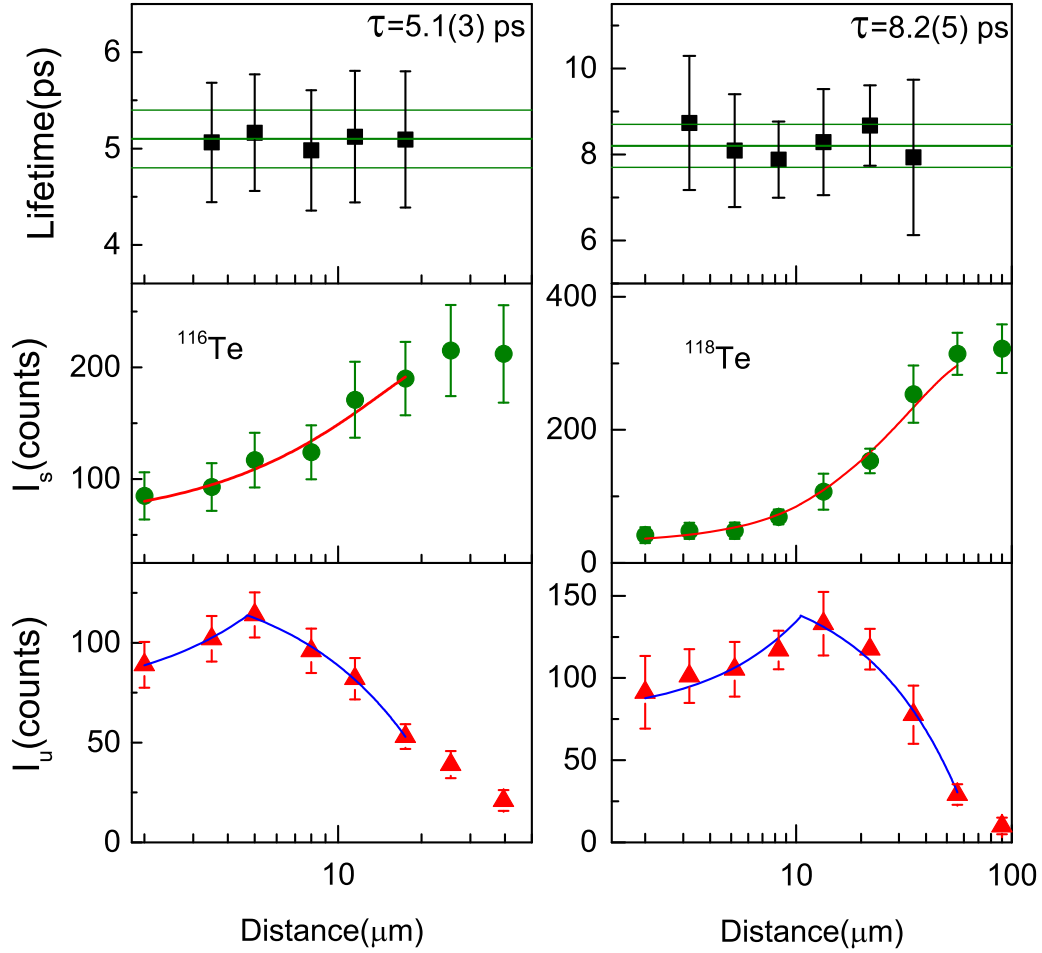 τ=5.1(3) ps
τ=8.2(5) ps
Lifetime(ps)
6
5
4
10
8
6
I_s(counts)
200
100
¹¹⁶Te
400
200
0
¹¹⁸Te
I_u(counts)
100
50
0
150
100
50
0
10
10
100
Distance(μm)
Distance(μm)